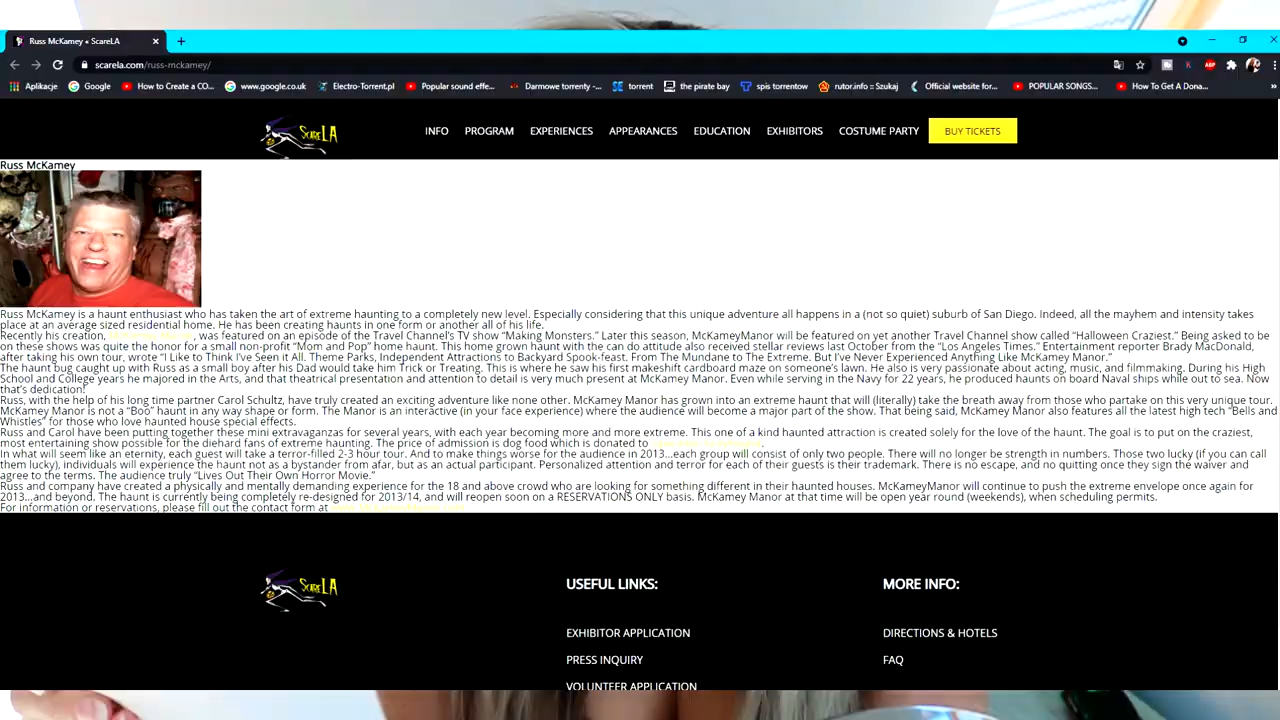 Russ McKamey « ScareLA
scarela.com/russ-mckamey/
Aplikacje Google How to Create a CO... www.google.co.uk Electro-Torrent.pl Popular sound effe... Darmowe torrenty -... torrent the pirate bay spis torrentow rutor.info :: Szukaj Official website for... POPULAR SONGS... How To Get A Dona...
SCARELA INFO PROGRAM EXPERIENCES APPEARANCES EDUCATION EXHIBITORS COSTUME PARTY BUY TICKETS
Russ McKamey
Russ McKamey is a haunt enthusiast who has taken the art of extreme haunting to a completely new level. Especially considering that this unique adventure all happens in a (not so quiet) suburb of San Diego. Indeed, all the mayhem and intensity takes
place at an average sized residential home. He has been creating haunts in one form or another all of his life.
Recently his creation, , was featured on an episode of the Travel Channel's TV show "Making Monsters." Later this season, McKameyManor will be featured on yet another Travel Channel show called "Halloween Craziest." Being asked to be
on these shows was quite the honor for a small non-profit "Mom and Pop" home haunt. This home grown haunt with the can do attitude also received stellar reviews last October from the "Los Angeles Times." Entertainment reporter Brady MacDonald,
after taking his own tour, wrote "I Like to Think I've Seen it All. Theme Parks, Independent Attractions to Backyard Spook-feast. From The Mundane to The Extreme. But I've Never Experienced Anything Like McKamey Manor."
The haunt bug caught up with Russ as a small boy after his Dad would take him Trick or Treating. This is where he saw his first makeshift cardboard maze on someone's lawn. He also is very passionate about acting, music, and filmmaking. During his High
School and College years he majored in the Arts, and that theatrical presentation and attention to detail is very much present at McKamey Manor. Even while serving in the Navy for 22 years, he produced haunts on board Naval ships while out to sea. Now
that's dedication!
Russ, with the help of his long time partner Carol Schultz, have truly created an exciting adventure like none other. McKamey Manor has grown into an extreme haunt that will (literally) take the breath away from those who partake on this very unique tour.
McKamey Manor is not a "Boo" haunt in any way shape or form. The Manor is an interactive (in your face experience) where the audience will become a major part of the show. That being said, McKamey Manor also features all the latest high tech "Bells and
Whistles" for those who love haunted house special effects.
Russ and Carol have been putting together these mini extravaganzas for several years, with each year becoming more and more extreme. This one of a kind haunted attraction is created solely for the love of the haunt. The goal is to put on the craziest,
most entertaining show possible for the diehard fans of extreme haunting. The price of admission is dog food which is donated to .
In what will seem like an eternity, each guest will take a terror-filled 2-3 hour tour. And to make things worse for the audience in 2013...each group will consist of only two people. There will no longer be strength in numbers. Those two lucky (if you can call
them lucky), individuals will experience the haunt not as a bystander from afar, but as an actual participant. Personalized attention and terror for each of their guests is their trademark. There is no escape, and no quitting once they sign the waiver and
agree to the terms. The audience truly "Lives Out Their Own Horror Movie."
Russ and company have created a physically and mentally demanding experience for the 18 and above crowd who are looking for something different in their haunted houses. McKameyManor will continue to push the extreme envelope once again for
2013...and beyond. The haunt is currently being completely re-designed for 2013/14, and will reopen soon on a RESERVATIONS ONLY basis. McKamey Manor at that time will be open year round (weekends), when scheduling permits.
For information or reservations, please fill out the contact form at
SCARELA USEFUL LINKS: MORE INFO:
EXHIBITOR APPLICATION DIRECTIONS & HOTELS
PRESS INQUIRY FAQ
VOLUNTEER APPLICATION